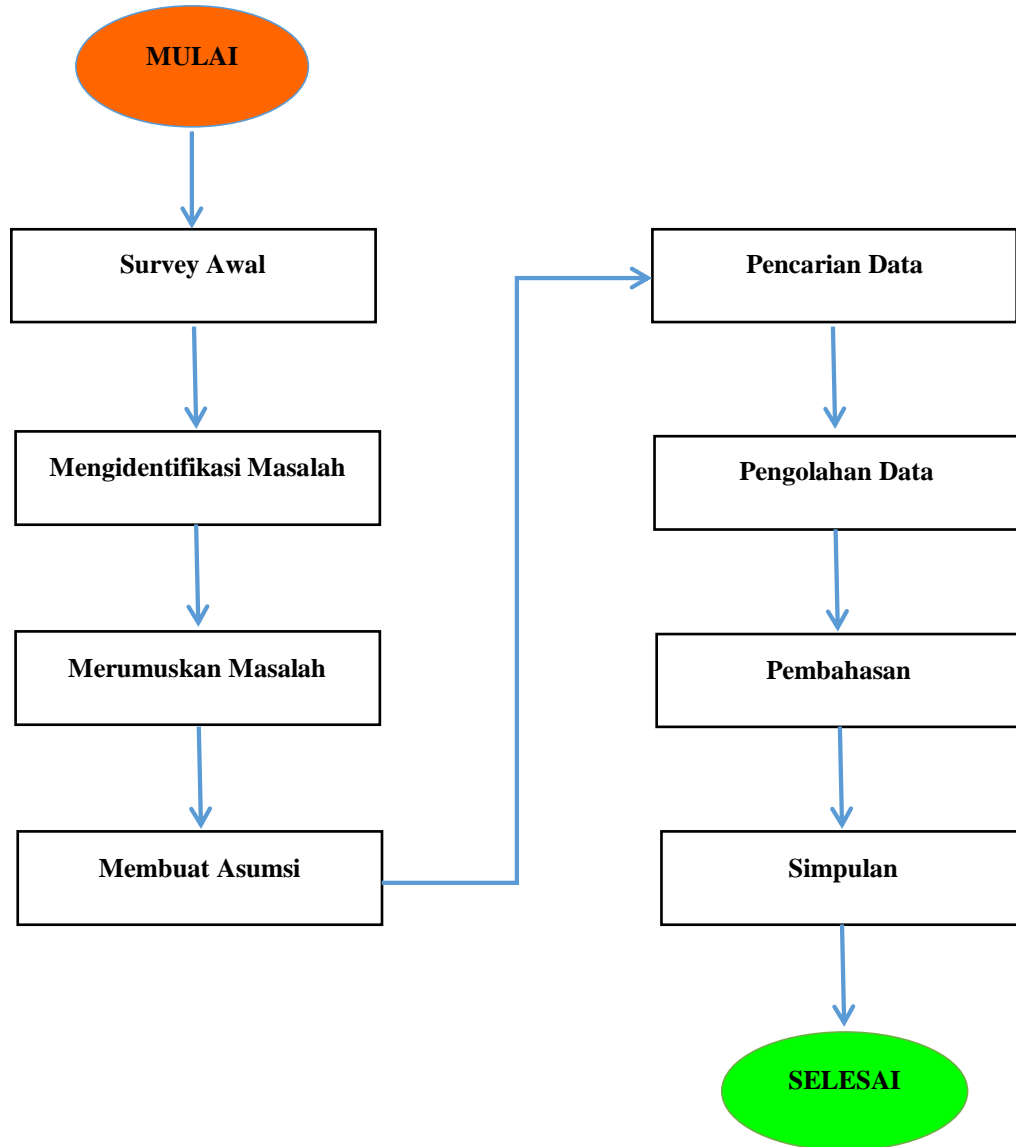 MULAI
Survey Awal
Mengidentifikasi Masalah
Merumuskan Masalah
Membuat Asumsi
Pencarian Data
Pengolahan Data
Pembahasan
Simpulan
SELESAI